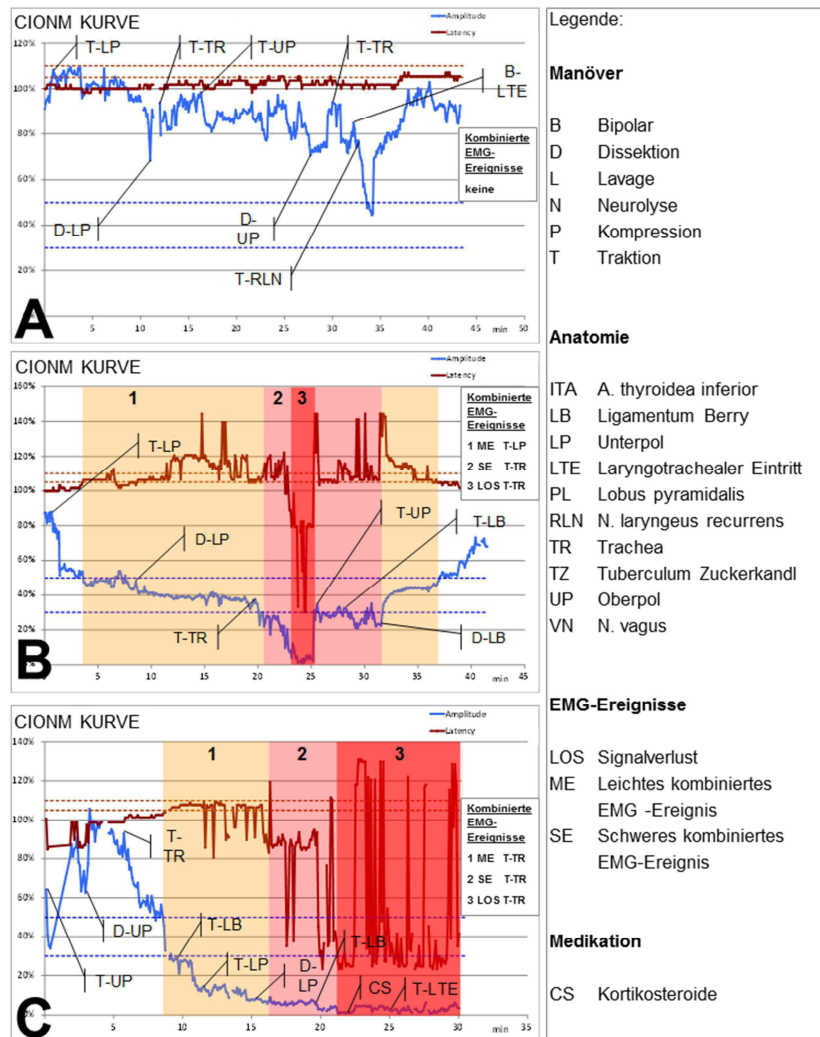 CIONM KURVE
Amplitude
Latency
T-LP
T-TR
T-UP
T-TR
B-
LTE
120%
100%
80%
60%
40%
20%
0%
Kombinierte
EMG-
Ereignisse
keine
D-LP
D-
UP
T-RLN
5
10
15
20
25
30
35
40
45
50
min
A
CIONM KURVE
Amplitude
Latency
160%
140%
120%
100%
80%
60%
40%
20%
0%
1
2
3
Kombinierte
EMG-
Ereignisse
1 ME T-LP
2 SE T-TR
3 LOS T-TR
T-LP
D-LP
T-UP
T-LB
T-TR
D-LB
5
10
15
20
25
30
35
40
45
min
B
CIONM KURVE
Amplitude
Latency
140%
120%
100%
80%
60%
40%
20%
0%
1
2
3
Kombinierte
EMG-
Ereignisse
1 ME T-TR
2 SE T-TR
3 LOS T-TR
T-
TR
D-UP
T-LB
T-LB
T-UP
T-LP
D-
LP
CS
T-LTE
5
10
15
20
25
30
35
min
C
Legende:
Manöver
B Bipolar
D Dissektion
L Lavage
N Neurolyse
P Kompression
T Traktion
Anatomie
ITA A. thyroidea inferior
LB Ligamentum Berry
LP Unterpol
LTE Laryngotrachealer Eintritt
PL Lobus pyramidalis
RLN N. laryngeus recurrens
TR Trachea
TZ Tuberculum Zuckerkandl
UP Oberpol
VN N. vagus
EMG-Ereignisse
LOS Signalverlust
ME Leichtes kombiniertes
EMG -Ereignis
SE Schweres kombiniertes
EMG-Ereignis
Medikation
CS Kortikosteroide